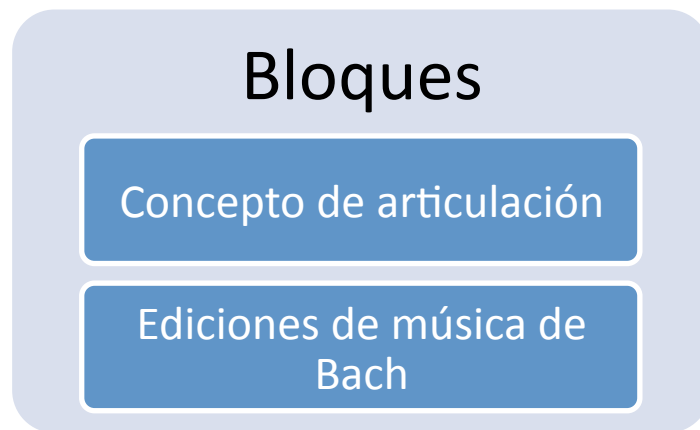 Bloques
Concepto de articulación
Ediciones de música de
Bach